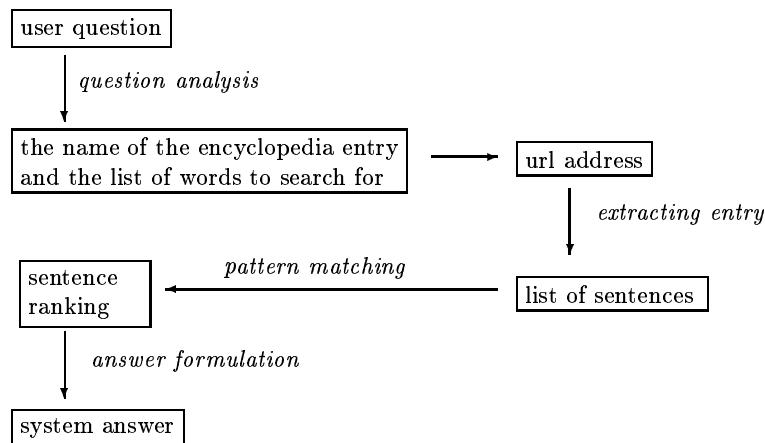 user question
question analysis
the name of the encyclopedia entry
and the list of words to search for
url address
extracting entry
list of sentences
pattern matching
sentence
ranking
answer formulation
system answer